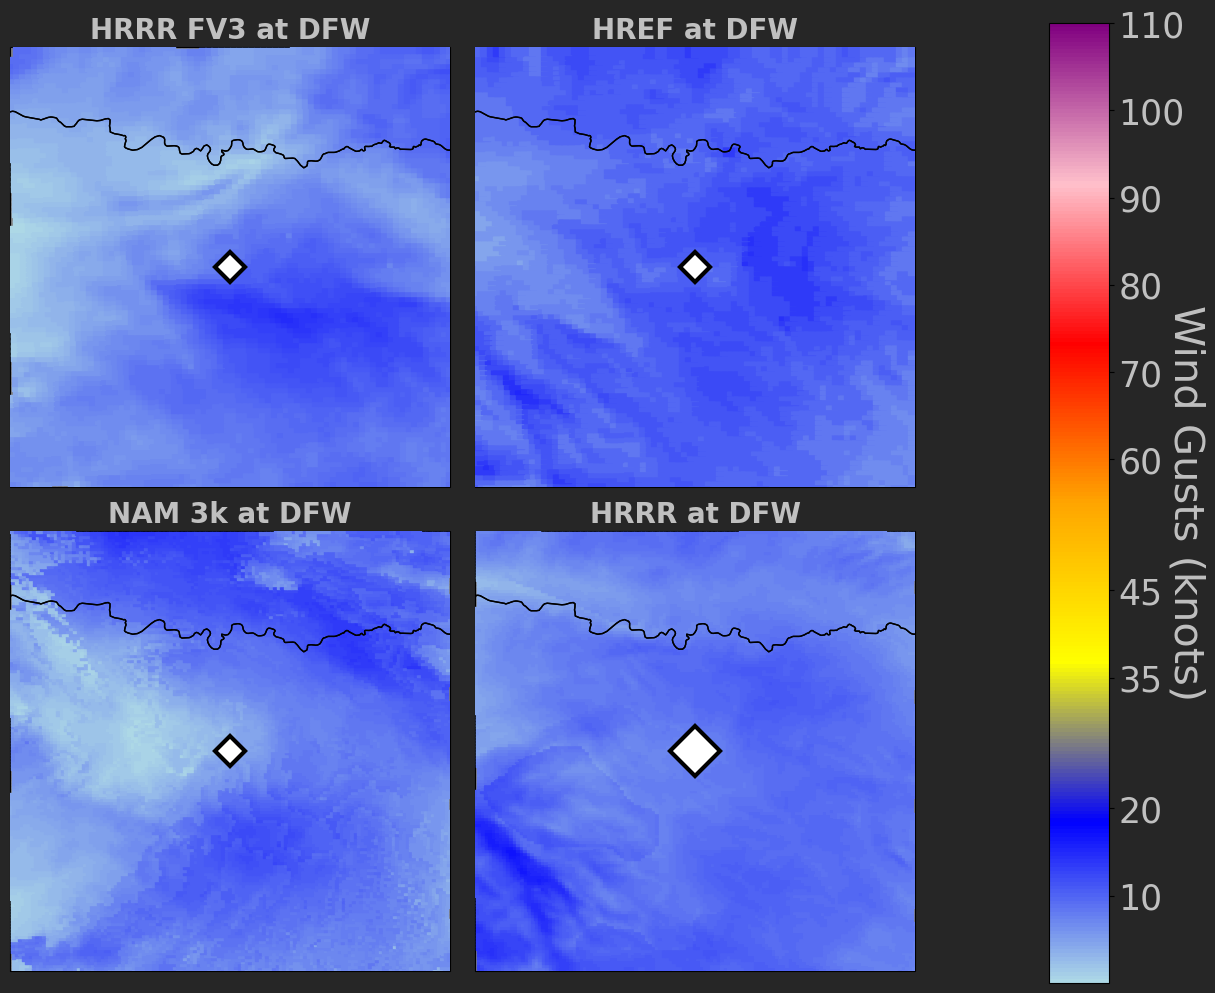 HRRR FV3 at DFW
HREF at DFW
NAM 3k at DFW
HRRR at DFW
110
100
90
80
70
60
45
35
20
10
Wind Gusts (knots)